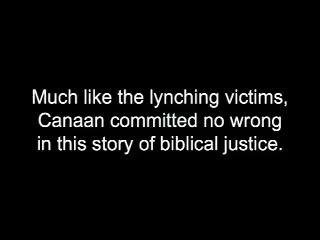 Much like the lynching victims,
Canaan committed no wrong
in this story of biblical justice.